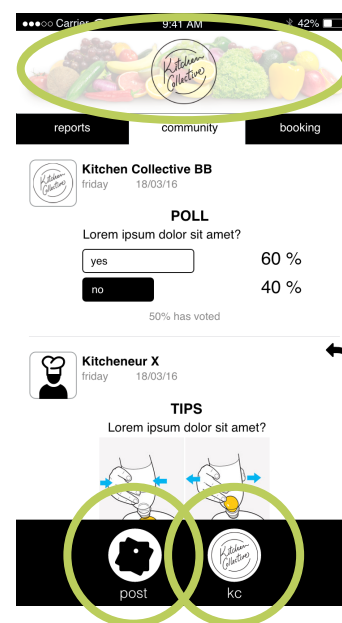 Carrier 9:41 AM 42%
Kitchen
Collective
reports community booking
Kitchen
Collective
Kitchen Collective BB
friday 18/03/16
POLL
Lorem ipsum dolor sit amet?
yes 60 %
no 40 %
50% has voted
Kitcheneur X
friday 18/03/16
TIPS
Lorem ipsum dolor sit amet?
Kitchen
Collective
post kc